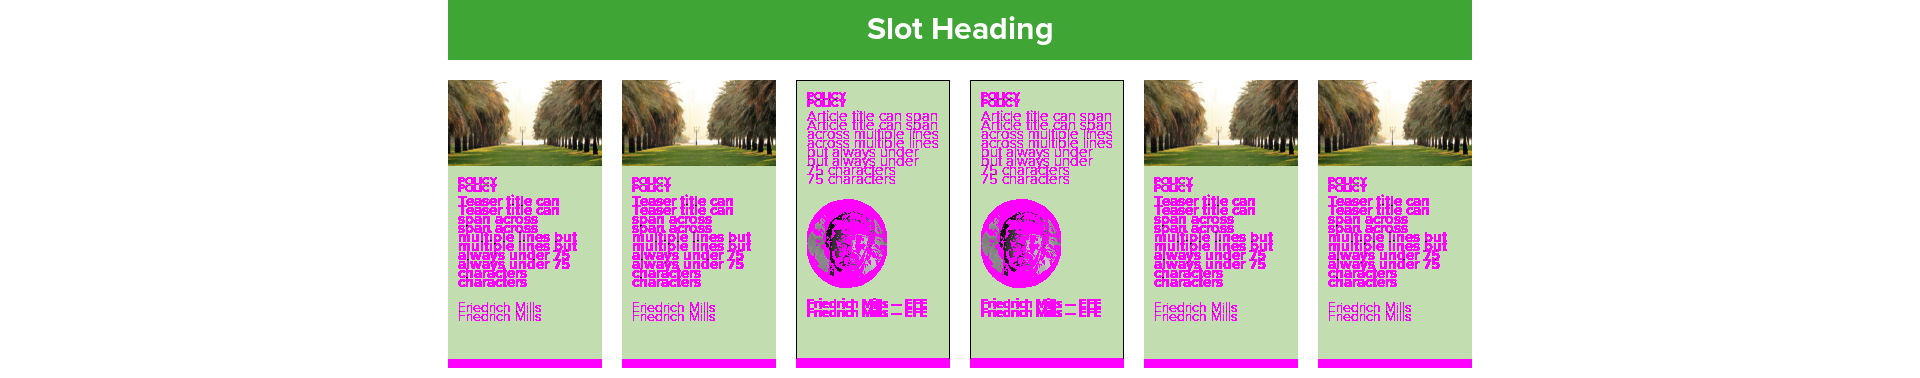 Slot Heading
POLICY
Teaser title can
span across
multiple lines but
always under 75
characters
Friedrich Mills
POLICY
Teaser title can
span across
multiple lines but
always under 75
characters
Friedrich Mills
POLICY
Article title can span
across multiple lines
but always under
75 characters
Friedrich Mills — EFE
POLICY
Article title can span
across multiple lines
but always under
75 characters
Friedrich Mills — EFE
POLICY
Teaser title can
span across
multiple lines but
always under 75
characters
Friedrich Mills
POLICY
Teaser title can
span across
multiple lines but
always under 75
characters
Friedrich Mills